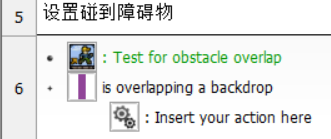 5 设置碰到障碍物
• : Test for obstacle overlap
6 • is overlapping a backdrop
: Insert your action here